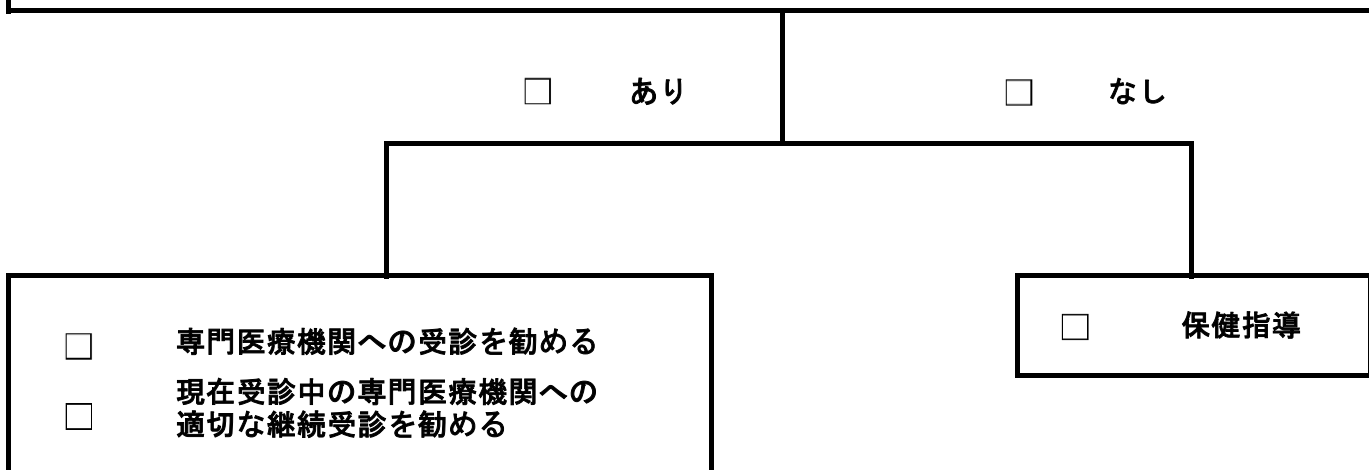 □ あり □ なし
□ 専門医療機関への受診を勧める
□ 現在受診中の専門医療機関への
適切な継続受診を勧める
□ 保健指導